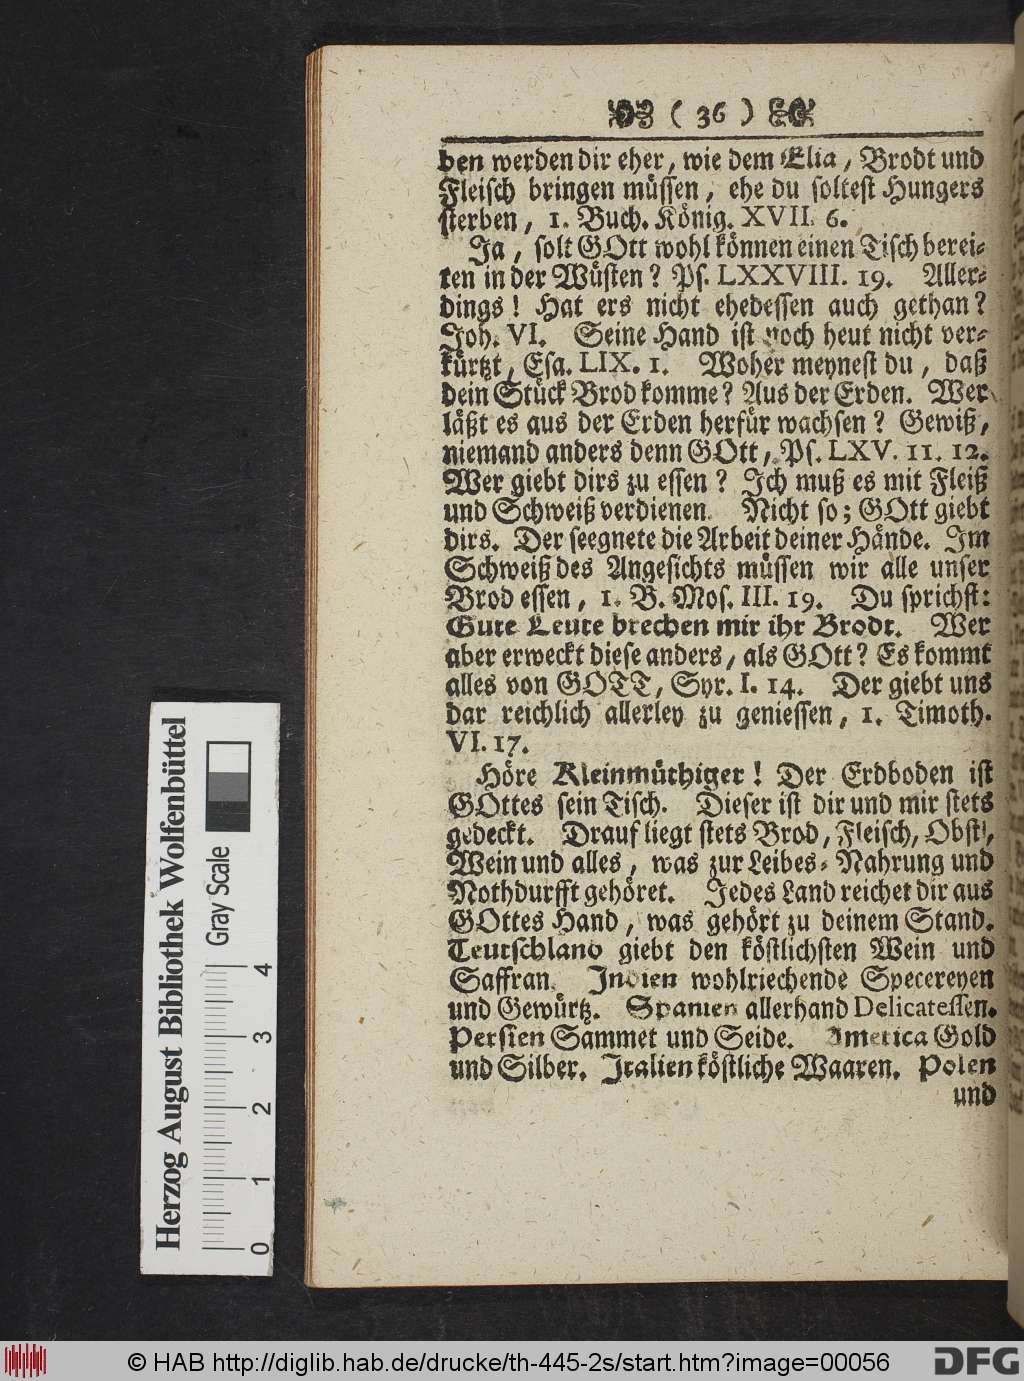 ( 36 )
ben werden dir eher, wie dem Elia, Brodt und
Fleisch bringen müssen, ehe du soltest Hungers
sterben, 1. Buch. König. XVII. 6.
Ja, solt GOtt wohl können einen Tisch berei-
ten in der Wüsten? Ps. LXXVIII. 19. Aller-
dings! Hat ers nicht ehedessen auch gethan?
Joh. VI. Seine Hand ist noch heut nicht ver-
kürtzt, Esa. LIX. 1. Woher meynest du, daß
dein Stück Brod komme? Aus der Erden. Wer
läßt es aus der Erden herfür wachsen? Gewiß,
niemand anders denn GOtt, Ps. LXV. 11. 12.
Wer giebt dirs zu essen? Ich muß es mit Fleiß
und Schweiß verdienen. Nicht so; GOtt giebt
dirs. Der seegnete die Arbeit deiner Hände. Im
Schweiß des Angesichts müssen wir alle unser
Brod essen, 1. B. Mos. III. 19. Du sprichst:
Gute Leute brechen mir ihr Brodt. Wer
aber erweckt diese anders, als GOtt? Es kommt
alles von GOTT, Syr. I. 14. Der giebt uns
dar reichlich allerley zu geniessen, 1. Timoth.
VI. 17.
Höre Kleinmüthiger! Der Erdboden ist
GOttes sein Tisch. Dieser ist dir und mir stets
gedeckt. Drauf liegt stets Brod, Fleisch, Obst,
Wein und alles, was zur Leibes-Nahrung und
Nothdurfft gehöret. Jedes Land reichet dir aus
GOttes Hand, was gehört zu deinem Stand.
Teutschland giebt den köstlichsten Wein und
Saffran. Indien wohlriechende Specereyen
und Gewürtz. Spanien allerhand Delicatessen.
Persien Sammet und Seide. America Gold
und Silber. Italien köstliche Waaren. Polen
und
Herzog August Bibliothek Wolfenbüttel
Gray Scale
0 1 2 3 4
© HAB http://diglib.hab.de/drucke/th-445-2s/start.htm?image=00056
DFG